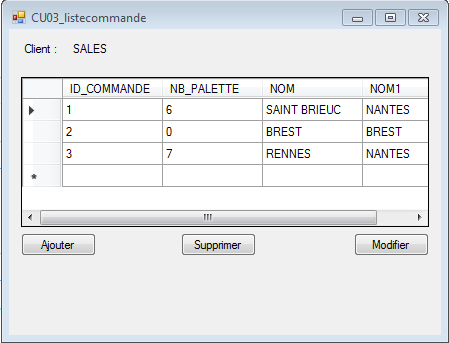 CU03_listecommande
Client : SALES
ID_COMMANDE NB_PALETTE NOM NOM1
1 6 SAINT BRIEUC NANTES
2 0 BREST BREST
3 7 RENNES NANTES
*
Ajouter Supprimer Modifier